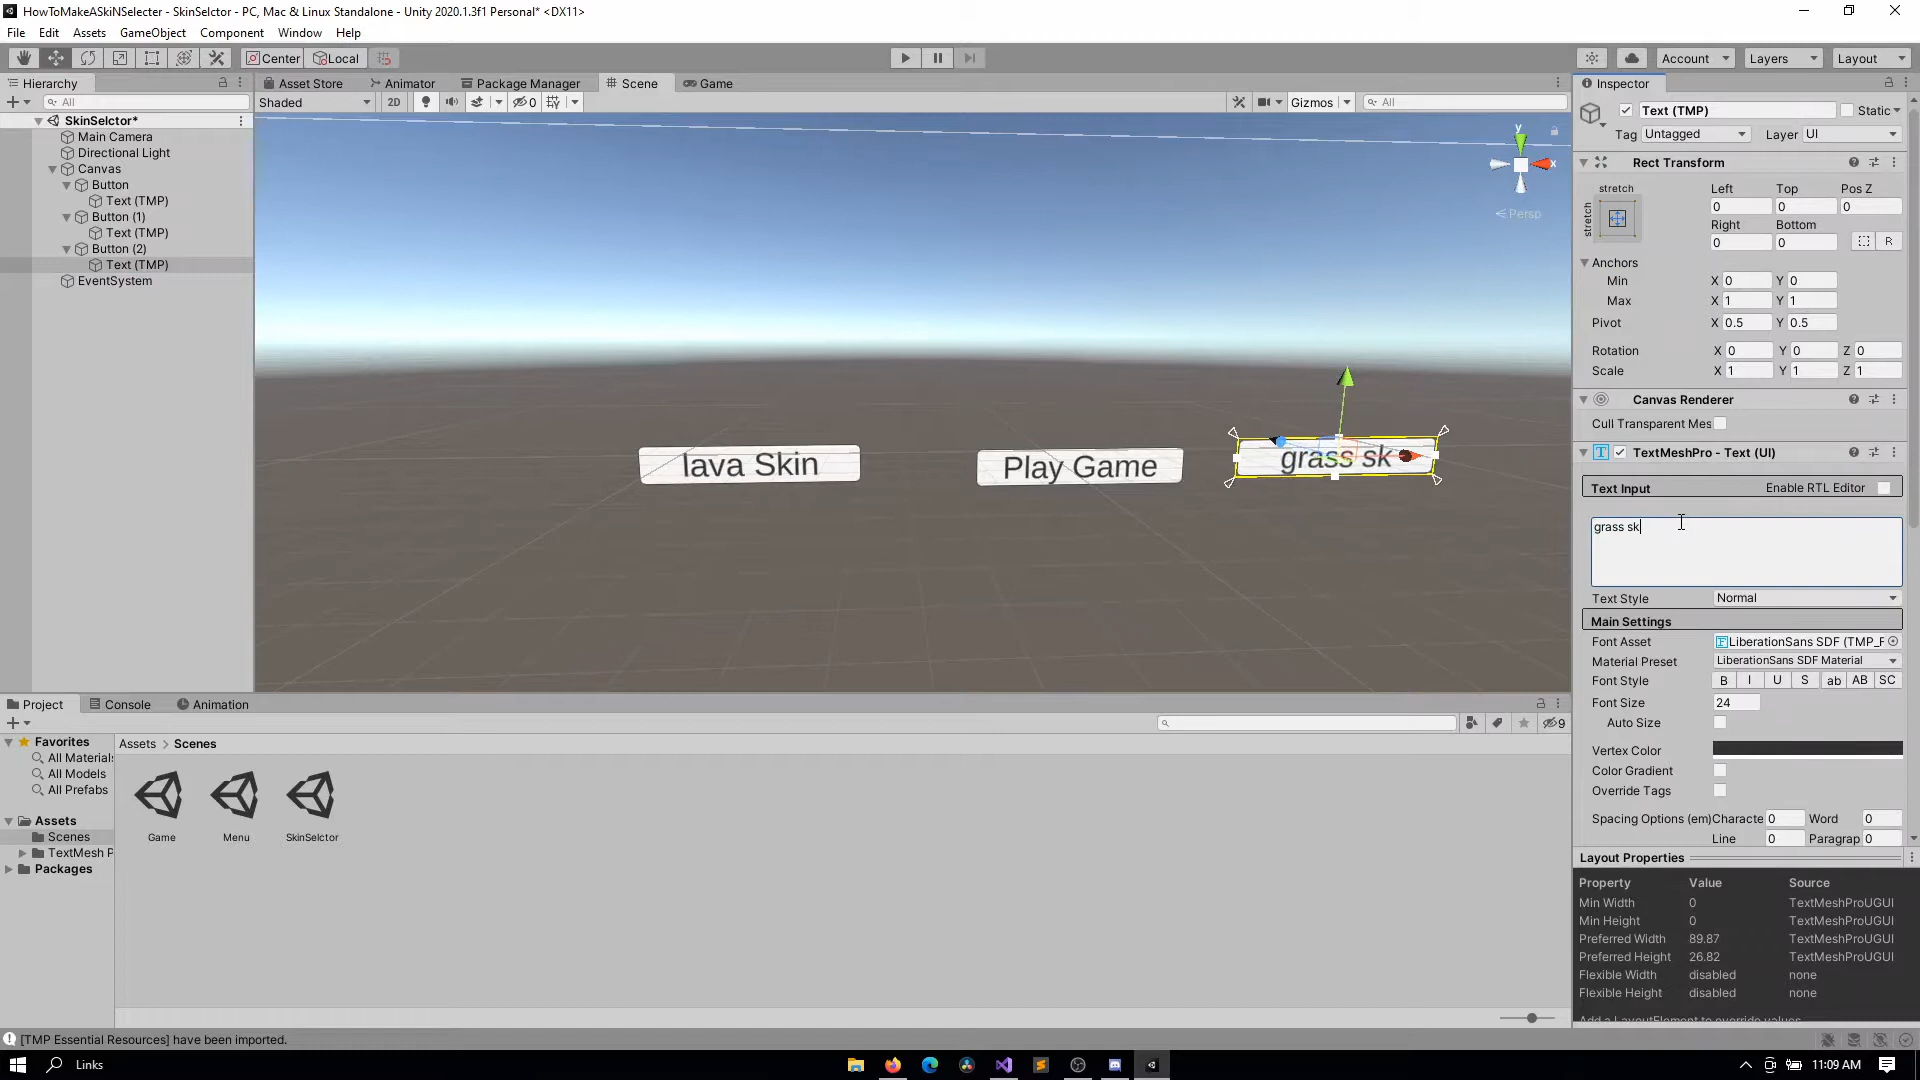 HowToMakeASkiNSelecter - SkinSelctor - PC, Mac & Linux Standalone - Unity 2020.1.3f1 Personal* <DX11>
File Edit Assets GameObject Component Window Help
Center Local Account Layers Layout
Hierarchy Asset Store Animator Package Manager Scene Game Inspector
All Shaded 2D 0 Gizmos All
Text (TMP) Static
Tag Untagged Layer UI
SkinSelctor*
Main Camera
Directional Light
Canvas
Button
Text (TMP)
Button (1)
Text (TMP)
Button (2)
Text (TMP)
EventSystem
y
x
Persp
lava Skin
Play Game
grass sk
Rect Transform
stretch Left Top Pos Z
stretch 0 0 0
Right Bottom
0 0 R
Anchors
Min X 0 Y 0
Max X 1 Y 1
Pivot X 0.5 Y 0.5
Rotation X 0 Y 0 Z 0
Scale X 1 Y 1 Z 1
Canvas Renderer
Cull Transparent Mes
TextMeshPro - Text (UI)
Text Input Enable RTL Editor
grass sk
Text Style Normal
Main Settings
Font Asset LiberationSans SDF (TMP_F
Material Preset LiberationSans SDF Material
Font Style B I U S ab AB SC
Font Size 24
Auto Size
Vertex Color
Color Gradient
Override Tags
Spacing Options (em) Characte 0 Word 0
Line 0 Paragrap 0
Layout Properties
Property Value Source
Min Width 0 TextMeshProUGUI
Min Height 0 TextMeshProUGUI
Preferred Width 89.87 TextMeshProUGUI
Preferred Height 26.82 TextMeshProUGUI
Flexible Width disabled none
Flexible Height disabled none
Add a LayoutElement to override values
Project Console Animation
9
Favorites
All Materials
All Models
All Prefabs
Assets
Scenes
TextMesh P
Packages
Assets > Scenes
Game Menu SkinSelctor
[TMP Essential Resources] have been imported.
Links 11:09 AM